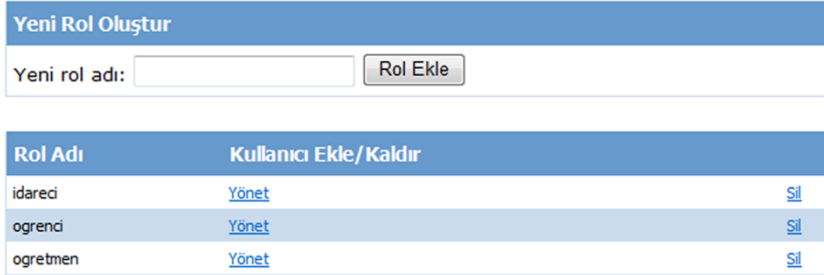 Yeni Rol Oluştur
Yeni rol adı: Rol Ekle
Rol Adı Kullanıcı Ekle/Kaldır
idareci Yönet Sil
ogrenci Yönet Sil
ogretmen Yönet Sil